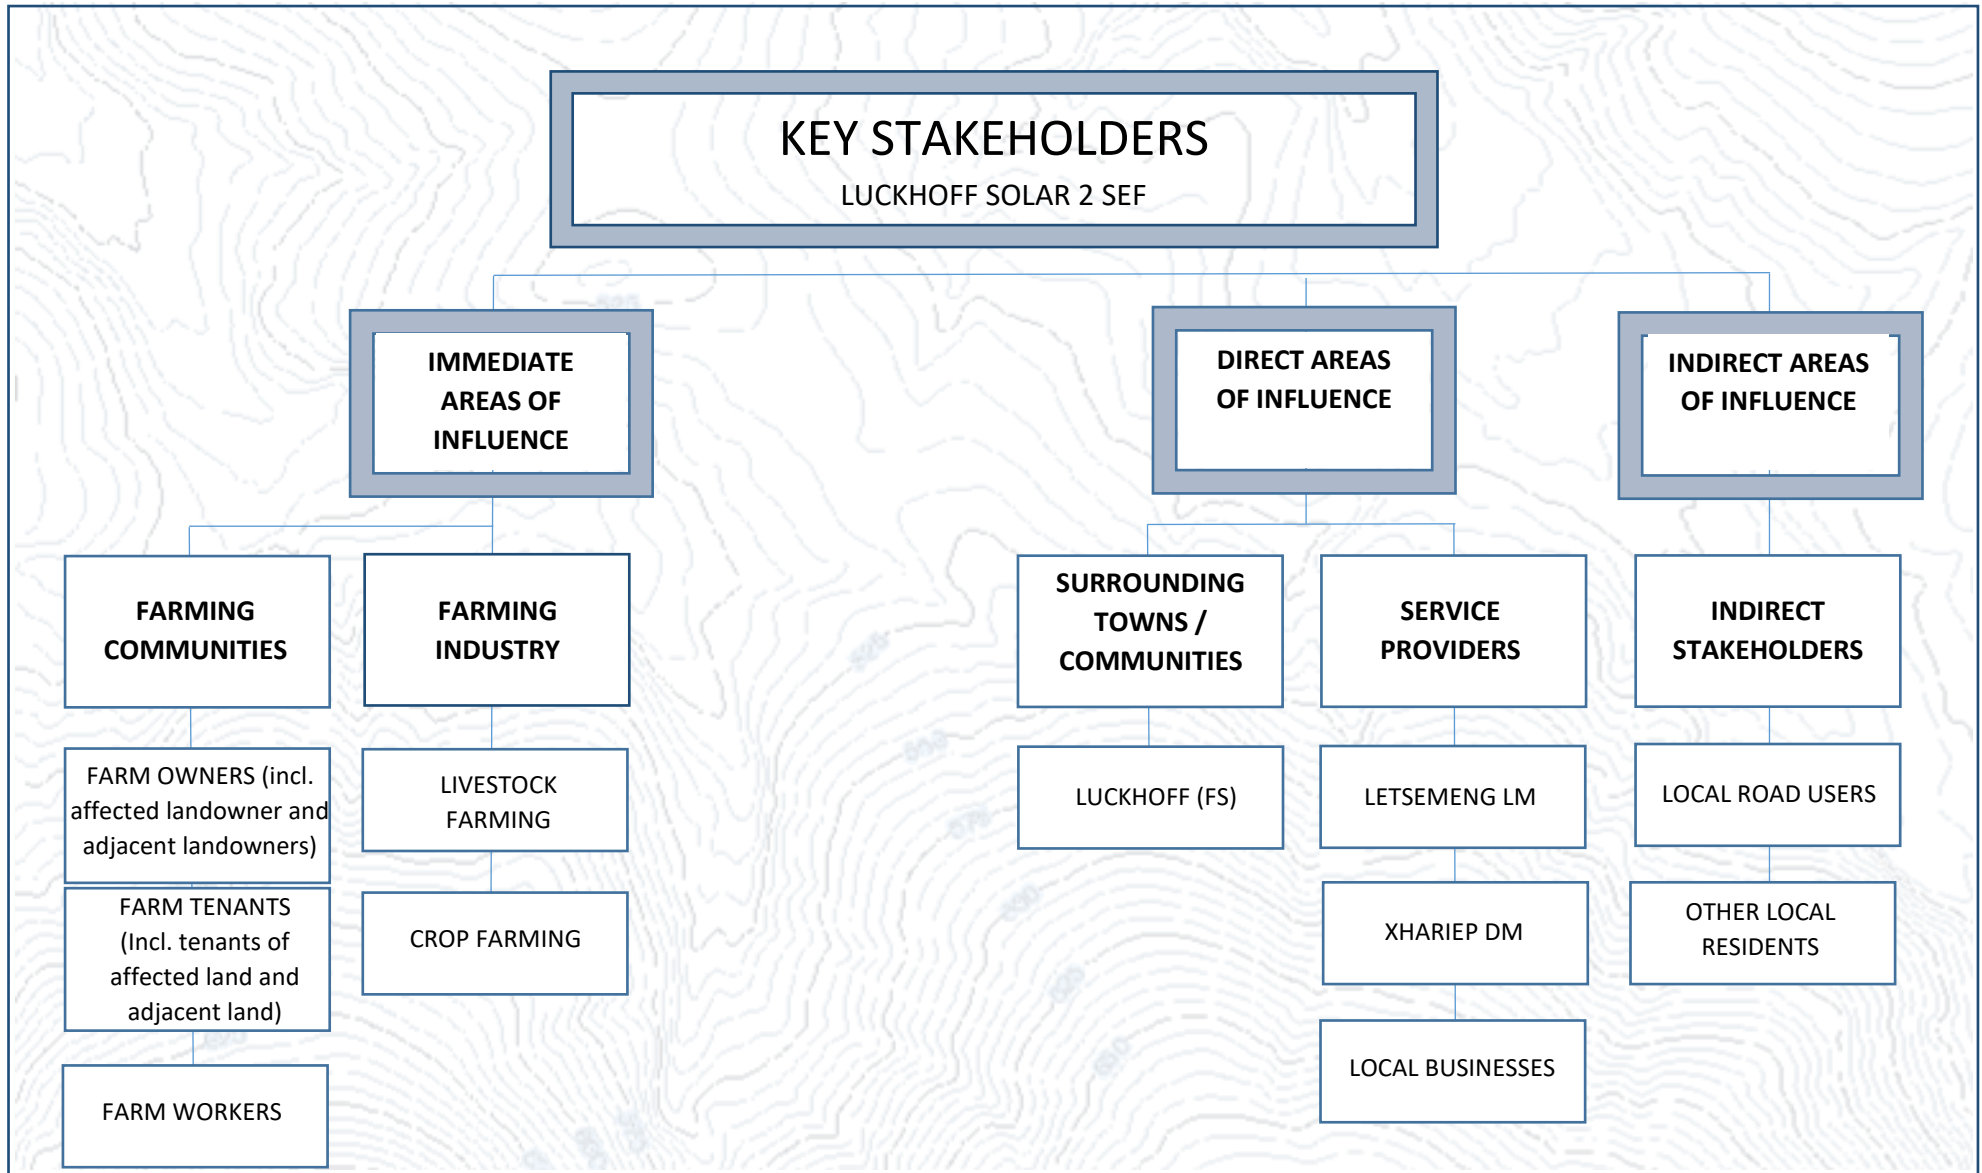 KEY STAKEHOLDERS
LUCKHOFF SOLAR 2 SEF
IMMEDIATE
AREAS OF
INFLUENCE
DIRECT AREAS
OF INFLUENCE
INDIRECT AREAS
OF INFLUENCE
FARMING
COMMUNITIES
FARMING
INDUSTRY
SURROUNDING
TOWNS /
COMMUNITIES
SERVICE
PROVIDERS
INDIRECT
STAKEHOLDERS
FARM OWNERS (incl.
affected landowner and
adjacent landowners)
LIVESTOCK
FARMING
LUCKHOFF (FS)
LETSEMENG LM
LOCAL ROAD USERS
FARM TENANTS
(Incl. tenants of
affected land and
adjacent land)
CROP FARMING
XHARIEP DM
OTHER LOCAL
RESIDENTS
FARM WORKERS
LOCAL BUSINESSES